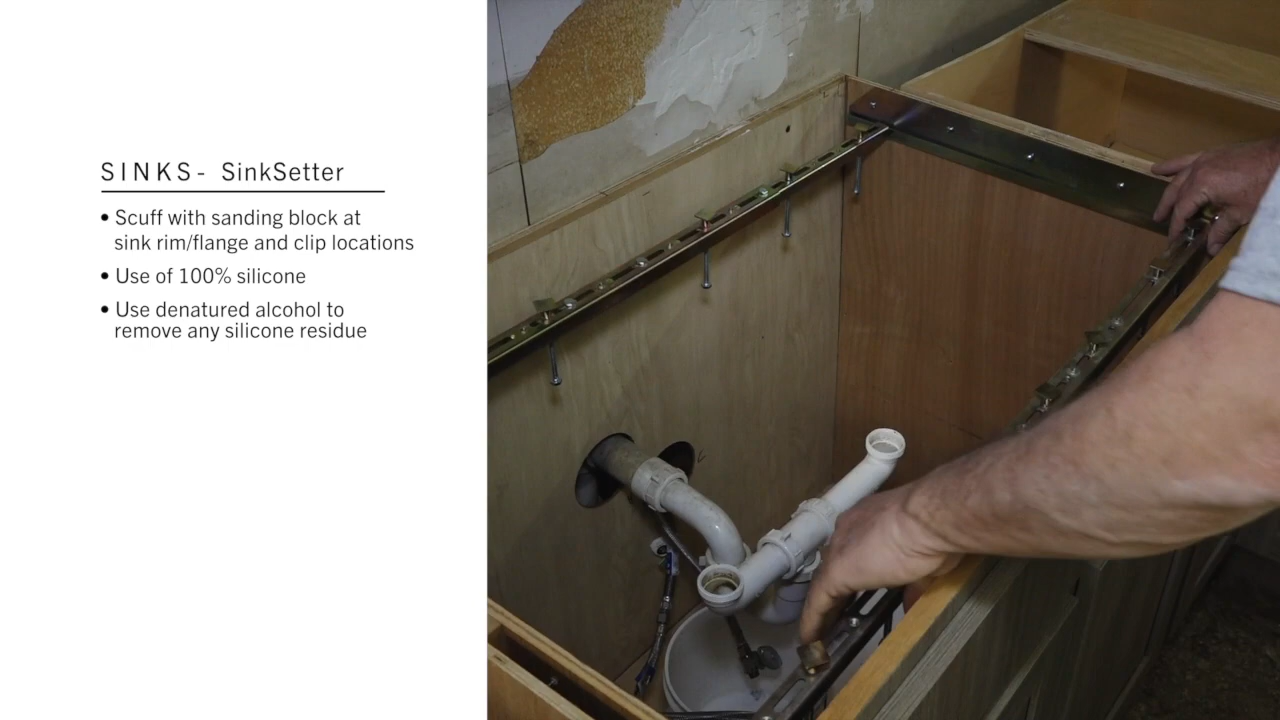 SINKS- SinkSetter
• Scuff with sanding block at
sink rim/flange and clip locations
• Use of 100% silicone
• Use denatured alcohol to
remove any silicone residue